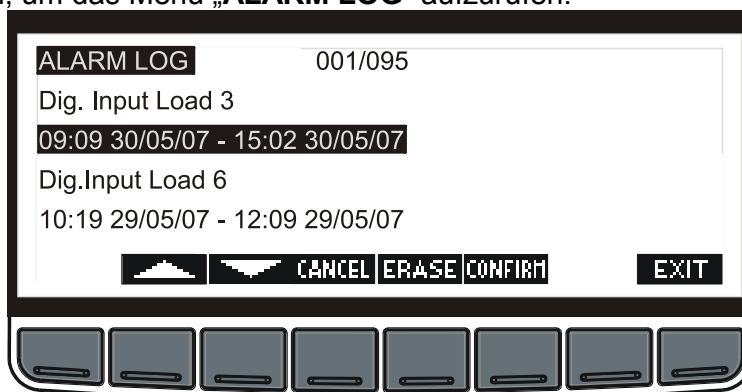 , um das Menü „ALARM LOG“ aufzurufen.
ALARM LOG 001/095
Dig. Input Load 3
09:09 30/05/07 - 15:02 30/05/07
Dig.Input Load 6
10:19 29/05/07 - 12:09 29/05/07
CANCEL ERASE CONFIRM EXIT